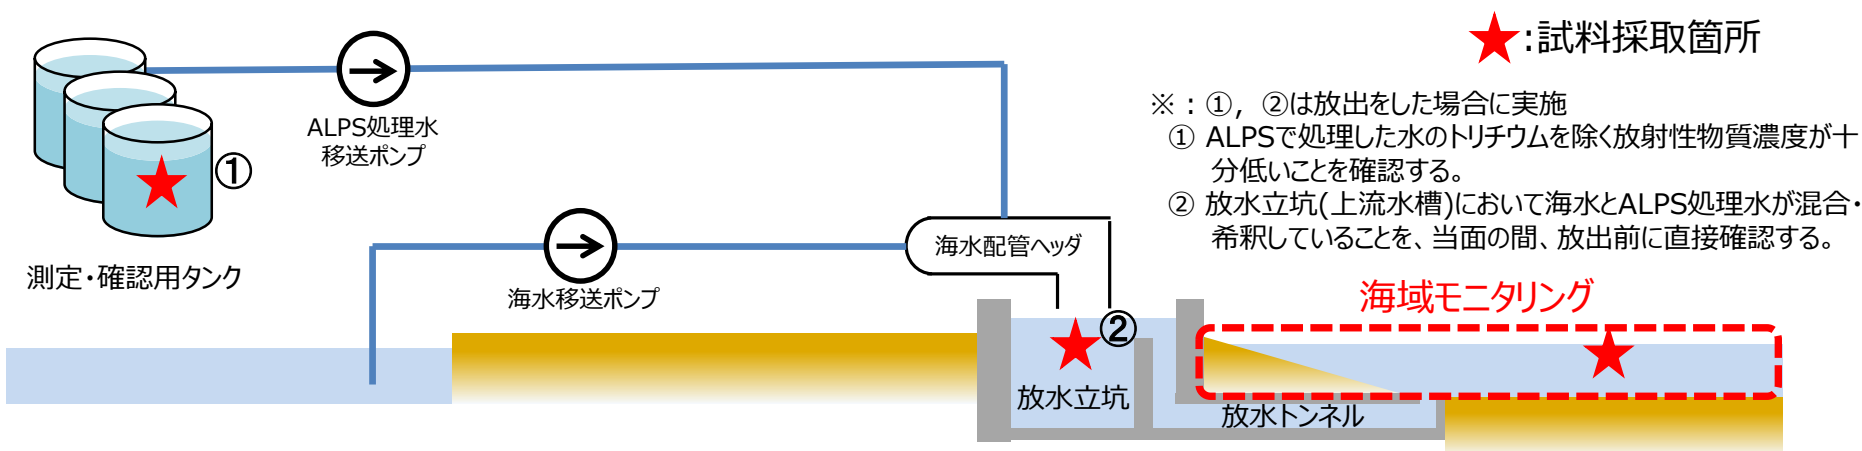 ★:試料採取箇所
※：①，②は放出をした場合に実施
① ALPSで処理した水のトリチウムを除く放射性物質濃度が十
分低いことを確認する。
② 放水立坑(上流水槽)において海水とALPS処理水が混合・
希釈していることを、当面の間、放出前に直接確認する。
ALPS処理水
移送ポンプ
①
測定・確認用タンク
海水移送ポンプ
海水配管ヘッダ
海域モニタリング
②
放水立坑
放水トンネル